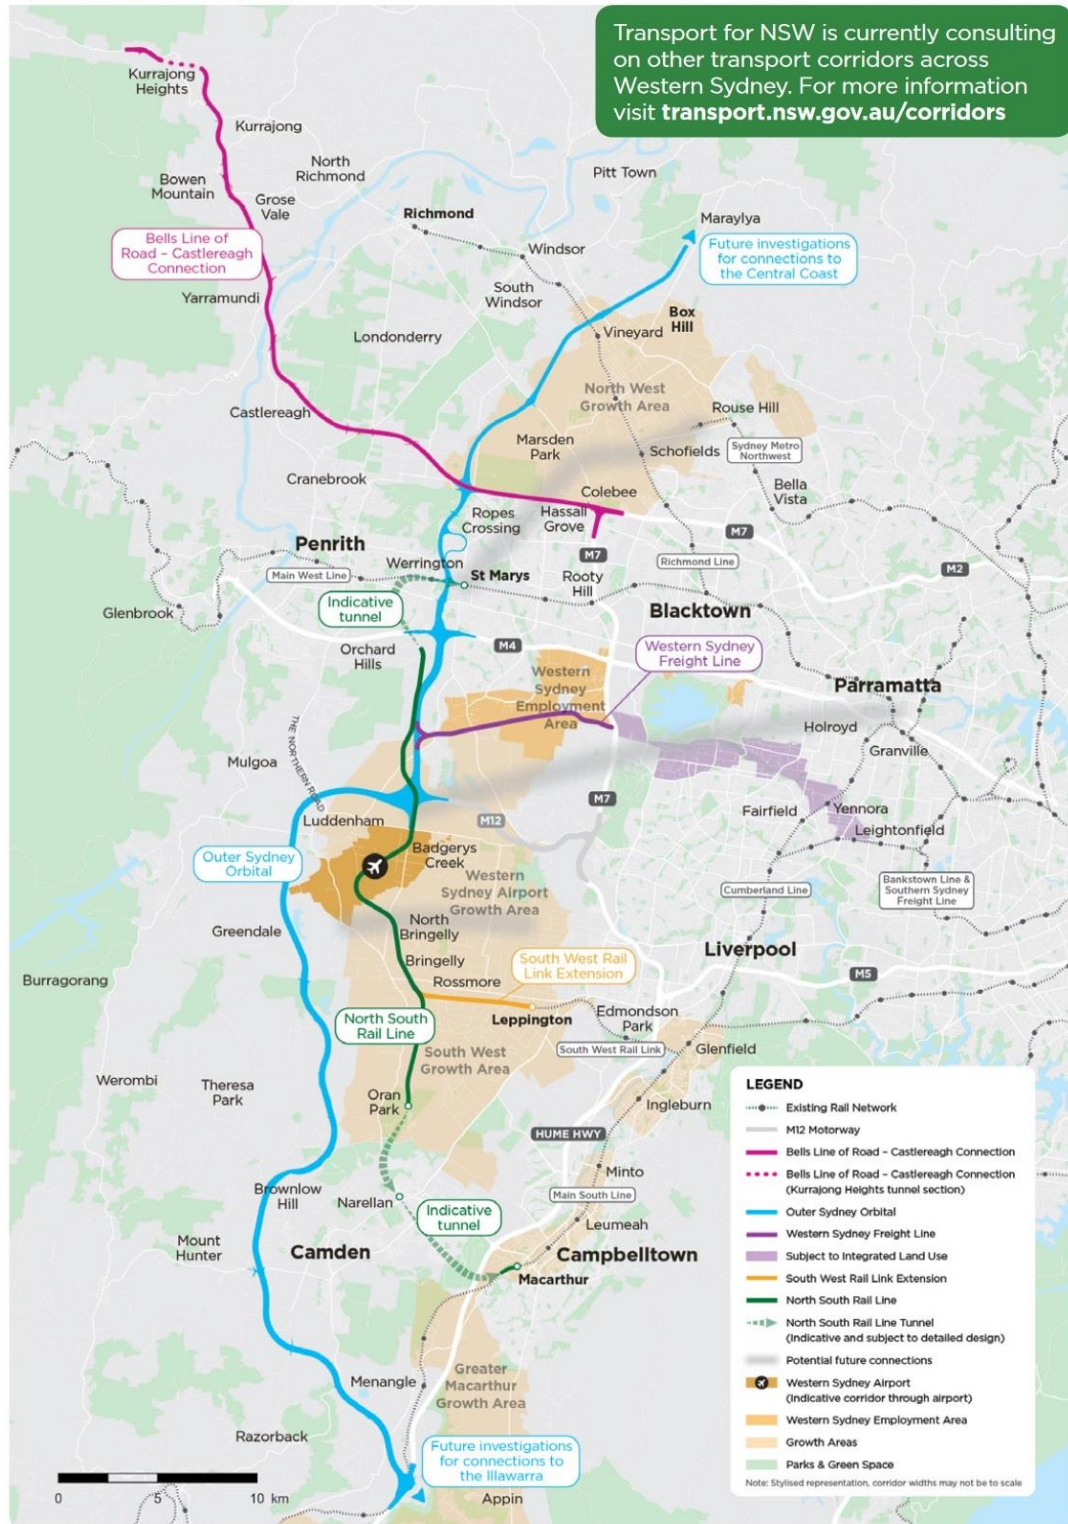 Transport for NSW is currently consulting
on other transport corridors across
Western Sydney. For more information
visit transport.nsw.gov.au/corridors
Kurrajong
Heights
Kurrajong
North
Richmond
Pitt Town
Bowen
Mountain
Grose
Vale
Richmond
Maraylya
Bells Line of
Road – Castlereagh
Connection
Windsor
Future investigations
for connections to
the Central Coast
Yarramundi
South
Windsor
Box
Hill
Londonderry
Vineyard
North West
Growth Area
Castlereagh
Rouse Hill
Marsden
Park
Schofields
Sydney Metro
Northwest
Cranebrook
Colebee
Bella
Vista
Ropes
Crossing
Hassall
Grove
M7
Penrith
Werrington
M7
Richmond Line
M2
Main West Line
St Marys
Rooty
Hill
Glenbrook
Indicative
tunnel
Blacktown
Orchard
Hills
M4
Western Sydney
Freight Line
Western
Sydney
Employment
Area
Parramatta
THE NORTHERN ROAD
Holroyd
Granville
Mulgoa
M7
Fairfield
Yennora
Luddenham
M12
Leightonfield
Outer Sydney
Orbital
Badgerys
Creek
Western
Sydney Airport
Growth Area
Cumberland Line
Bankstown Line &
Southern Sydney
Freight Line
Greendale
North
Bringelly
Liverpool
Bringelly
South West Rail
Link Extension
M5
Burragorang
Rossmore
North South
Rail Line
Leppington
Edmondson
Park
South West Rail Link
Glenfield
South West
Growth Area
Werombi
Theresa
Park
Oran
Park
Ingleburn
HUME HWY
Minto
Brownlow
Hill
Narellan
Main South Line
Indicative
tunnel
Leumeah
Mount
Hunter
Camden
Campbelltown
Macarthur
Menangle
Greater
Macarthur
Growth Area
Razorback
Future investigations
for connections to
the Illawarra
Appin
0 5 10 km
LEGEND
Existing Rail Network
M12 Motorway
Bells Line of Road – Castlereagh Connection
Bells Line of Road – Castlereagh Connection
(Kurrajong Heights tunnel section)
Outer Sydney Orbital
Western Sydney Freight Line
Subject to Integrated Land Use
South West Rail Link Extension
North South Rail Line
North South Rail Line Tunnel
(Indicative and subject to detailed design)
Potential future connections
Western Sydney Airport
(Indicative corridor through airport)
Western Sydney Employment Area
Growth Areas
Parks & Green Space
Note: Stylised representation, corridor widths may not be to scale